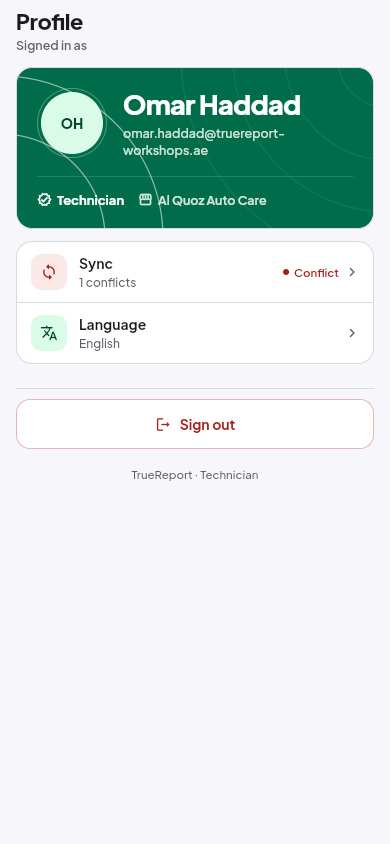 Profile
Signed in as
OH
Omar Haddad
omar.haddad@truereport-
workshops.ae
Technician
Al Quoz Auto Care
Sync
1 conflicts
Conflict
Language
English
Sign out
TrueReport · Technician